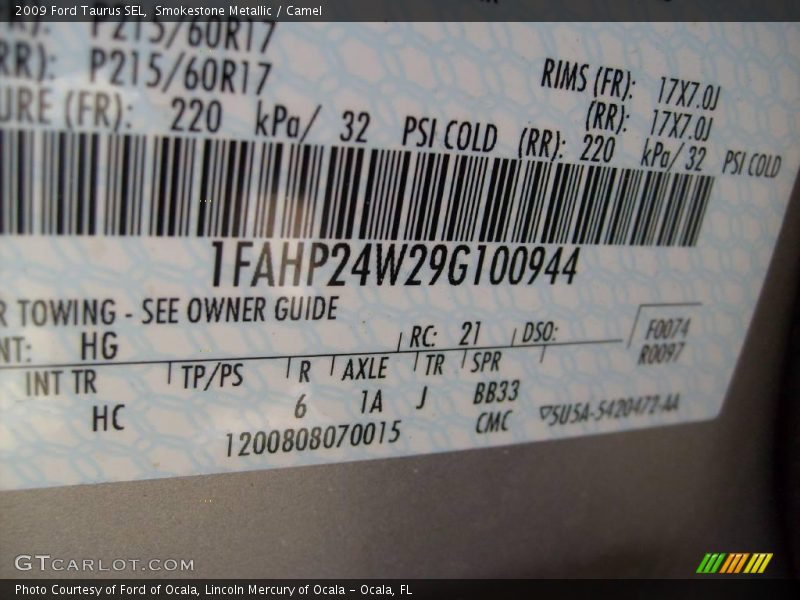 2009 Ford Taurus SEL, Smokestone Metallic / Camel
P215/60R17
RR): P215/60R17
RIMS (FR): 17X7.0J
(RR): 17X7.0J
URE (FR): 220 kPa/ 32 PSI COLD (RR): 220 kPa/ 32 PSI COLD
1FAHP24W29G100944
R TOWING - SEE OWNER GUIDE
NT: HG
RC: 21 DSO:
F0074
R0097
INT TR TP/PS R AXLE TR SPR
HC 6 1A J BB33
1200808070015 CMC
5U5A-5420472-AA
GTCARLOT.COM
Photo Courtesy of Ford of Ocala, Lincoln Mercury of Ocala – Ocala, FL